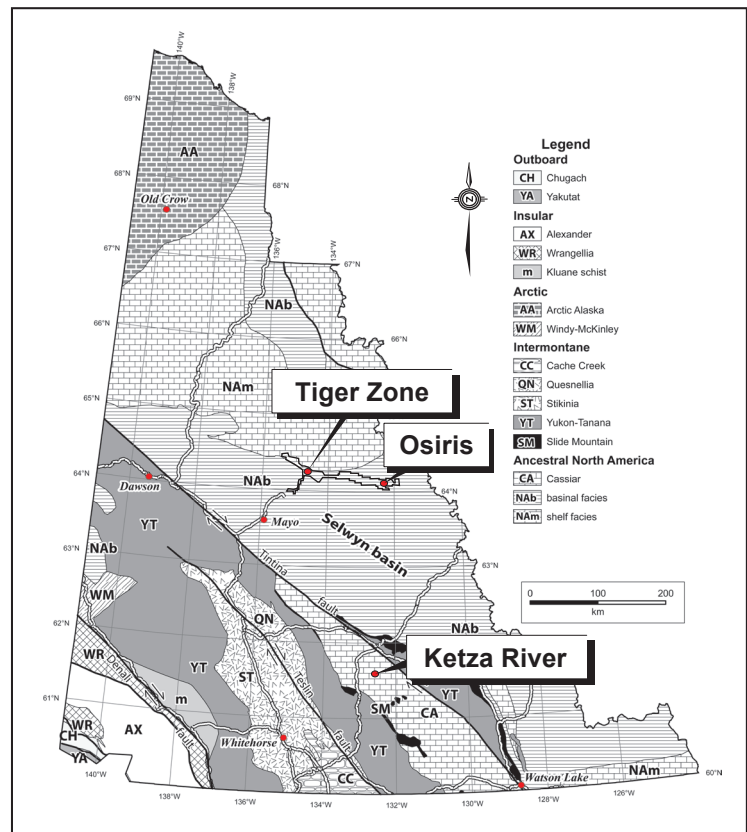 140°W
138°W
69°N
AA
68°N
Old Crow
68°N
67°N
136°W
134°W
67°N
NAb
66°N
66°N
NAm
65°N
Tiger Zone
Osiris
64°N
Dawson
NAb
64°N
YT
Mayo
Selwyn basin
63°N
NAb
Tintina
fault
63°N
WM
62°N
QN
NAb
WR
Denali
fault
YT
ST
Teslin
fault
Ketza River
61°N
m
SM
CA
YT
WR
AX
CH
YA
Whitehorse
YT
CC
Watson Lake
NAm
60°N
140°W
138°W
136°W
134°W
132°W
130°W
128°W
126°W
N
Legend
Outboard
CH Chugach
YA Yakutat
Insular
AX Alexander
WR Wrangellia
m Kluane schist
Arctic
AA Arctic Alaska
WM Windy-McKinley
Intermontane
CC Cache Creek
QN Quesnellia
ST Stikinia
YT Yukon-Tanana
SM Slide Mountain
Ancestral North America
CA Cassiar
NAb basinal facies
NAm shelf facies
0 100 200
km